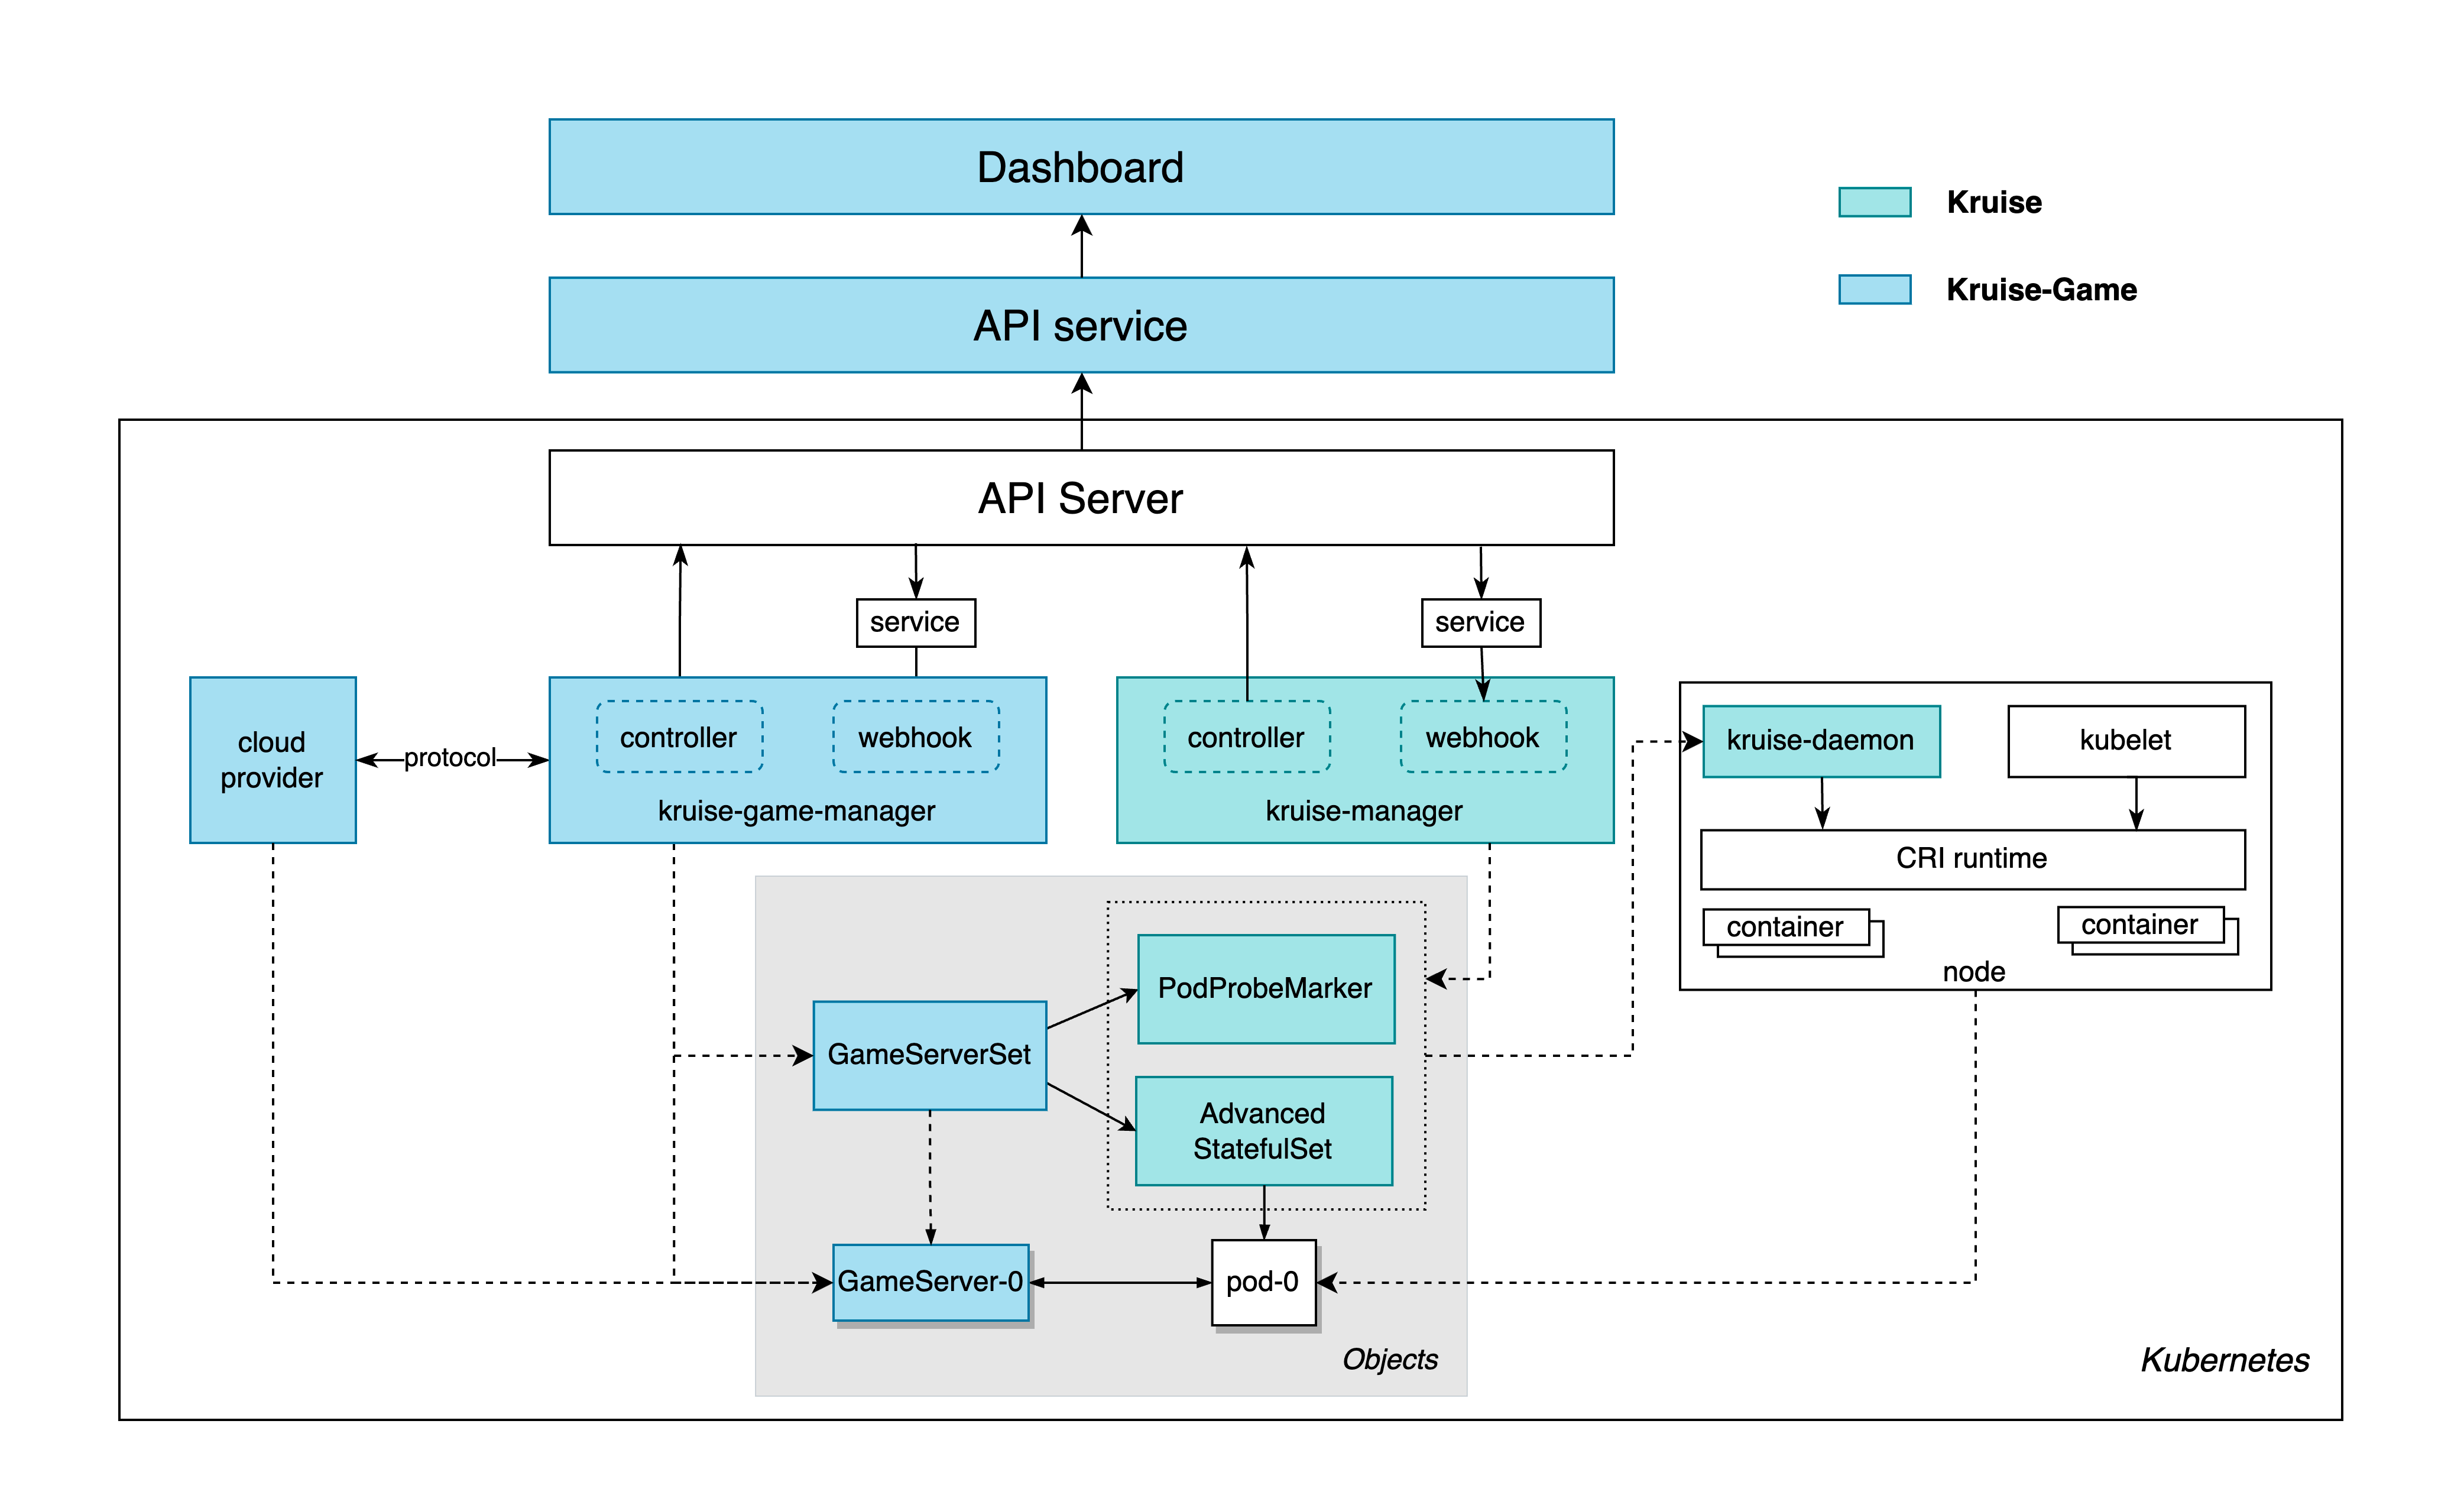 Dashboard
Kruise
Kruise-Game
API service
API Server
service
service
cloud
provider
protocol
controller
webhook
kruise-game-manager
controller
webhook
kruise-manager
kruise-daemon
kubelet
CRI runtime
container
container
node
PodProbeMarker
GameServerSet
Advanced
StatefulSet
GameServer-0
pod-0
Objects
Kubernetes